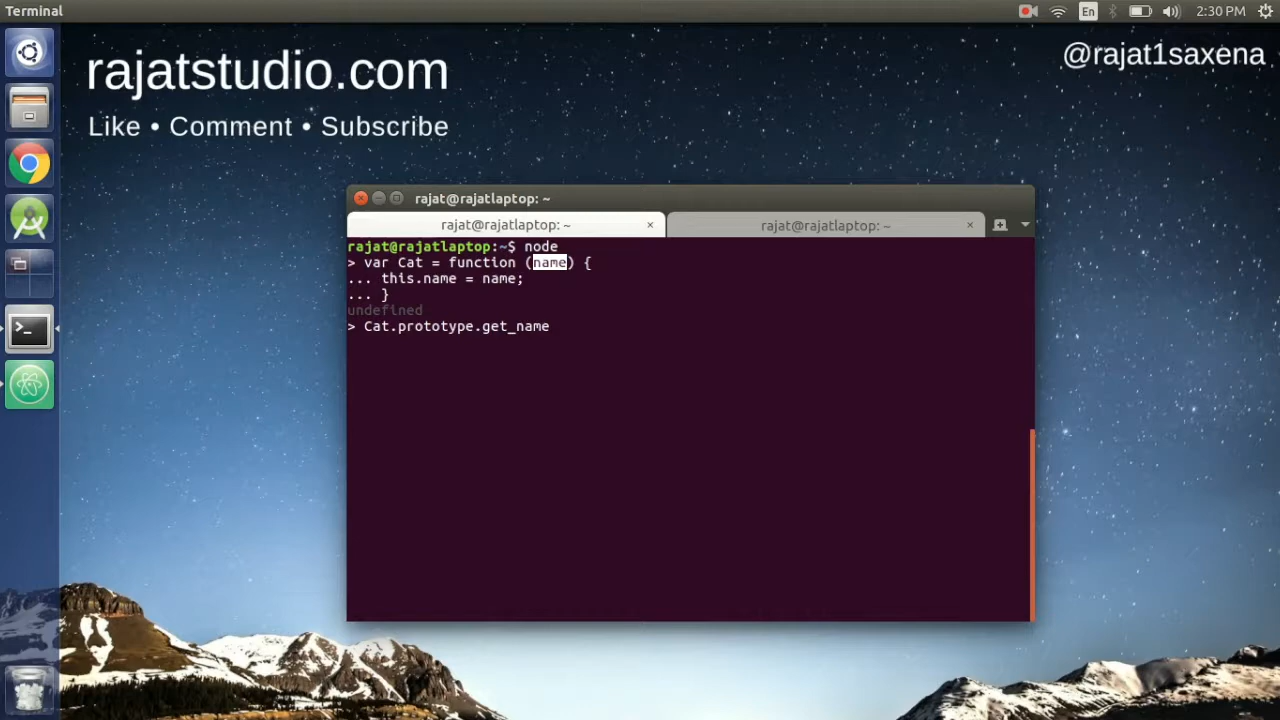 Terminal
En
2:30 PM
rajatstudio.com
@rajat1saxena
Like • Comment • Subscribe
rajat@rajatlaptop: ~
rajat@rajatlaptop: ~ ×
rajat@rajatlaptop: ~ ×
rajat@rajatlaptop:~$ node
> var Cat = function (name) {
... this.name = name;
... }
undefined
> Cat.prototype.get_name